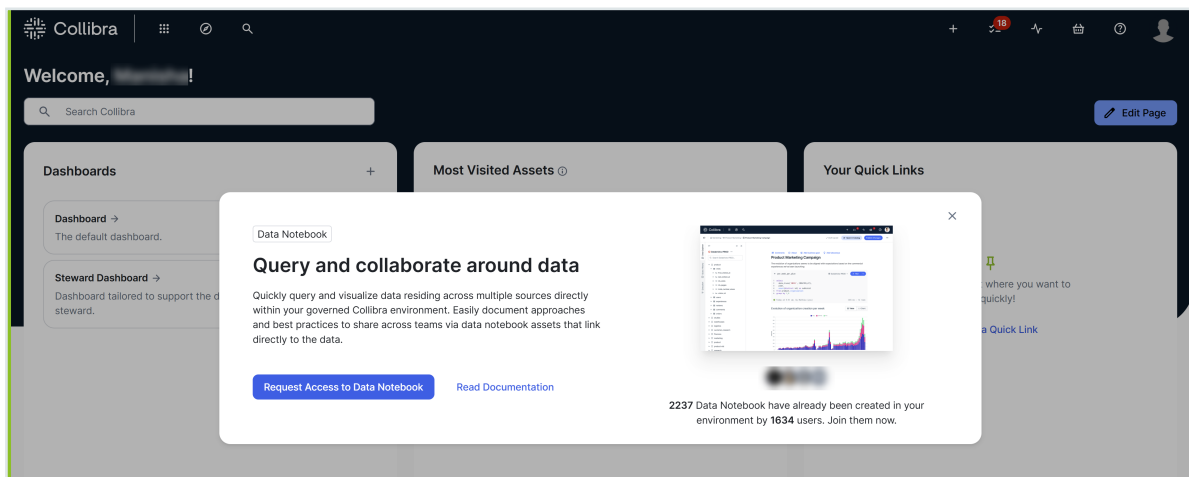 Collibra
18
Welcome, !
Search Collibra
Edit Page
Dashboards
Most Visited Assets
Your Quick Links
Dashboard →
The default dashboard.
Steward Dashboard →
Dashboard tailored to support the d
steward.
where you want to
quickly!
a Quick Link
Data Notebook
Query and collaborate around data
Quickly query and visualize data residing across multiple sources directly
within your governed Collibra environment. Easily document approaches
and best practices to share across teams via data notebook assets that link
directly to the data.
Request Access to Data Notebook
Read Documentation
Collibra
Product Marketing Campaign
2237 Data Notebook have already been created in your
environment by 1634 users. Join them now.